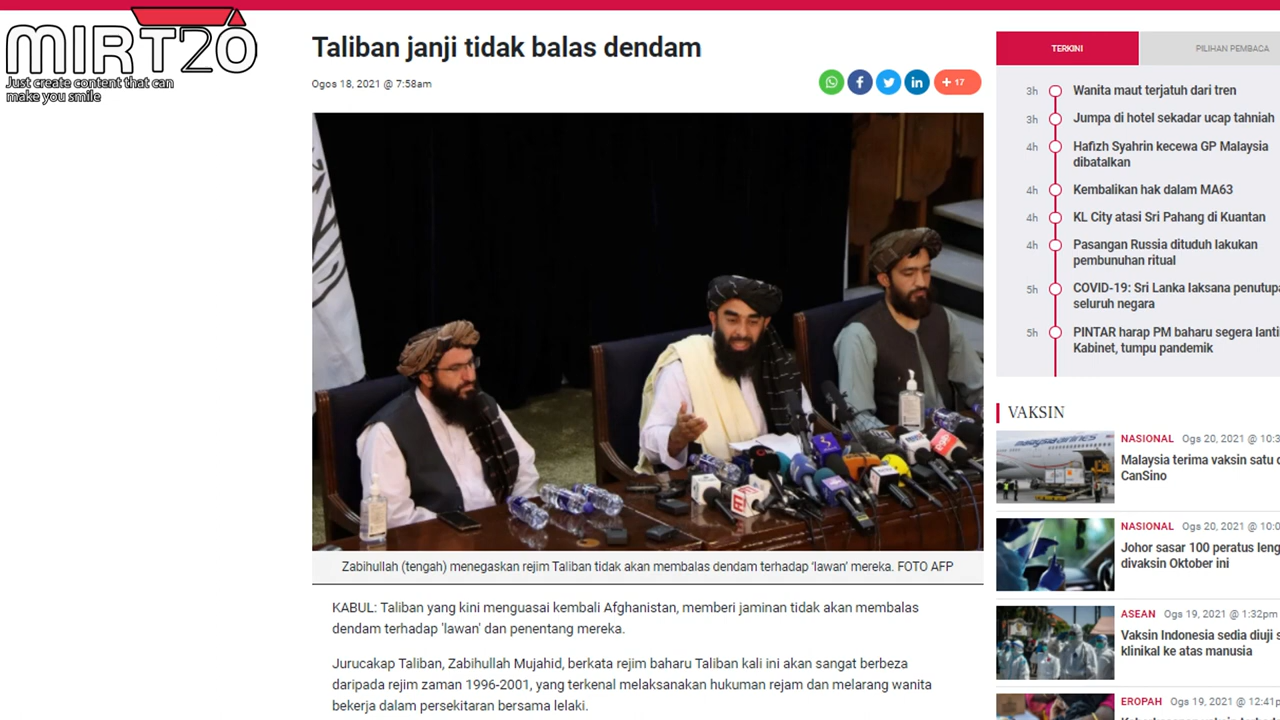 MIRT20
Just create content that can
make you smile
Taliban janji tidak balas dendam
Ogos 18, 2021 @ 7:58am
+ 17
Zabihullah (tengah) menegaskan rejim Taliban tidak akan membalas dendam terhadap 'lawan' mereka. FOTO AFP
KABUL: Taliban yang kini menguasai kembali Afghanistan, memberi jaminan tidak akan membalas
dendam terhadap 'lawan' dan penentang mereka.
Jurucakap Taliban, Zabihullah Mujahid, berkata rejim baharu Taliban kali ini akan sangat berbeza
daripada rejim zaman 1996-2001, yang terkenal melaksanakan hukuman rejam dan melarang wanita
bekerja dalam persekitaran bersama lelaki.
TERKINI
PILIHAN PEMBACA
3h Wanita maut terjatuh dari tren
3h Jumpa di hotel sekadar ucap tahniah
4h Hafizh Syahrin kecewa GP Malaysia
dibatalkan
4h Kembalikan hak dalam MA63
4h KL City atasi Sri Pahang di Kuantan
4h Pasangan Russia dituduh lakukan
pembunuhan ritual
5h COVID-19: Sri Lanka laksana penutupa
seluruh negara
5h PINTAR harap PM baharu segera lanti
Kabinet, tumpu pandemik
VAKSIN
NASIONAL Ogs 20, 2021 @ 10:3
Malaysia terima vaksin satu d
CanSino
NASIONAL Ogs 20, 2021 @ 10:0
Johor sasar 100 peratus leng
divaksin Oktober ini
ASEAN Ogs 19, 2021 @ 1:32pm
Vaksin Indonesia sedia diuji s
klinikal ke atas manusia
EROPAH Ogs 19, 2021 @ 12:41p